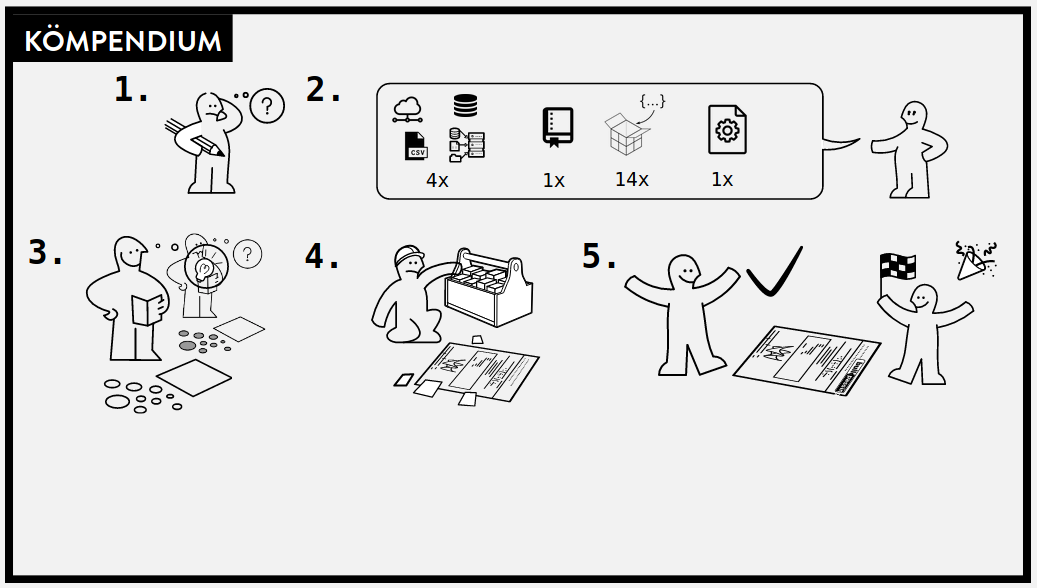 KÖMPENDIUM
1.
?
2.
{...}
CSV
4x
1x
14x
1x
3.
?
4.
5.